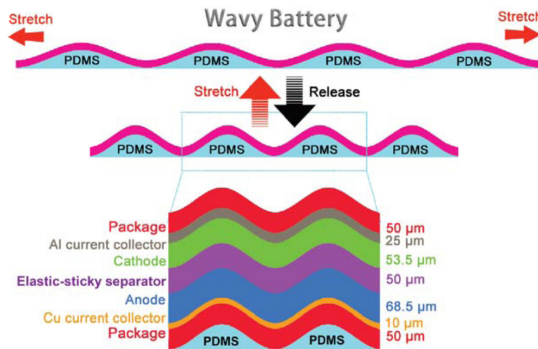 Wavy Battery
Stretch
Stretch
PDMS PDMS PDMS PDMS
Stretch
Release
PDMS PDMS PDMS PDMS
Package 50 μm
Al current collector 25 μm
Cathode 53.5 μm
Elastic-sticky separator 50 μm
Anode 68.5 μm
Cu current collector 10 μm
Package 50 μm
PDMS PDMS